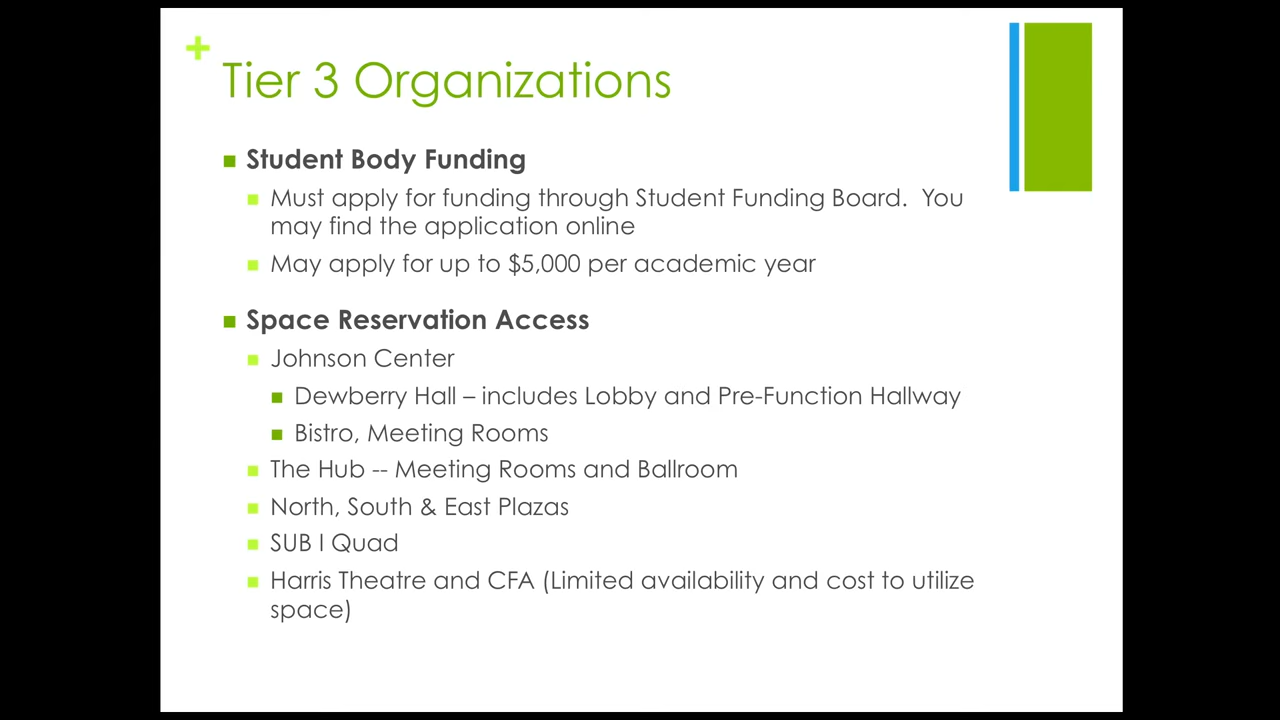 Tier 3 Organizations
Student Body Funding
Must apply for funding through Student Funding Board.  You
may find the application online
May apply for up to $5,000 per academic year
Space Reservation Access
Johnson Center
Dewberry Hall – includes Lobby and Pre-Function Hallway
Bistro, Meeting Rooms
The Hub -- Meeting Rooms and Ballroom
North, South & East Plazas
SUB I Quad
Harris Theatre and CFA (Limited availability and cost to utilize
space)